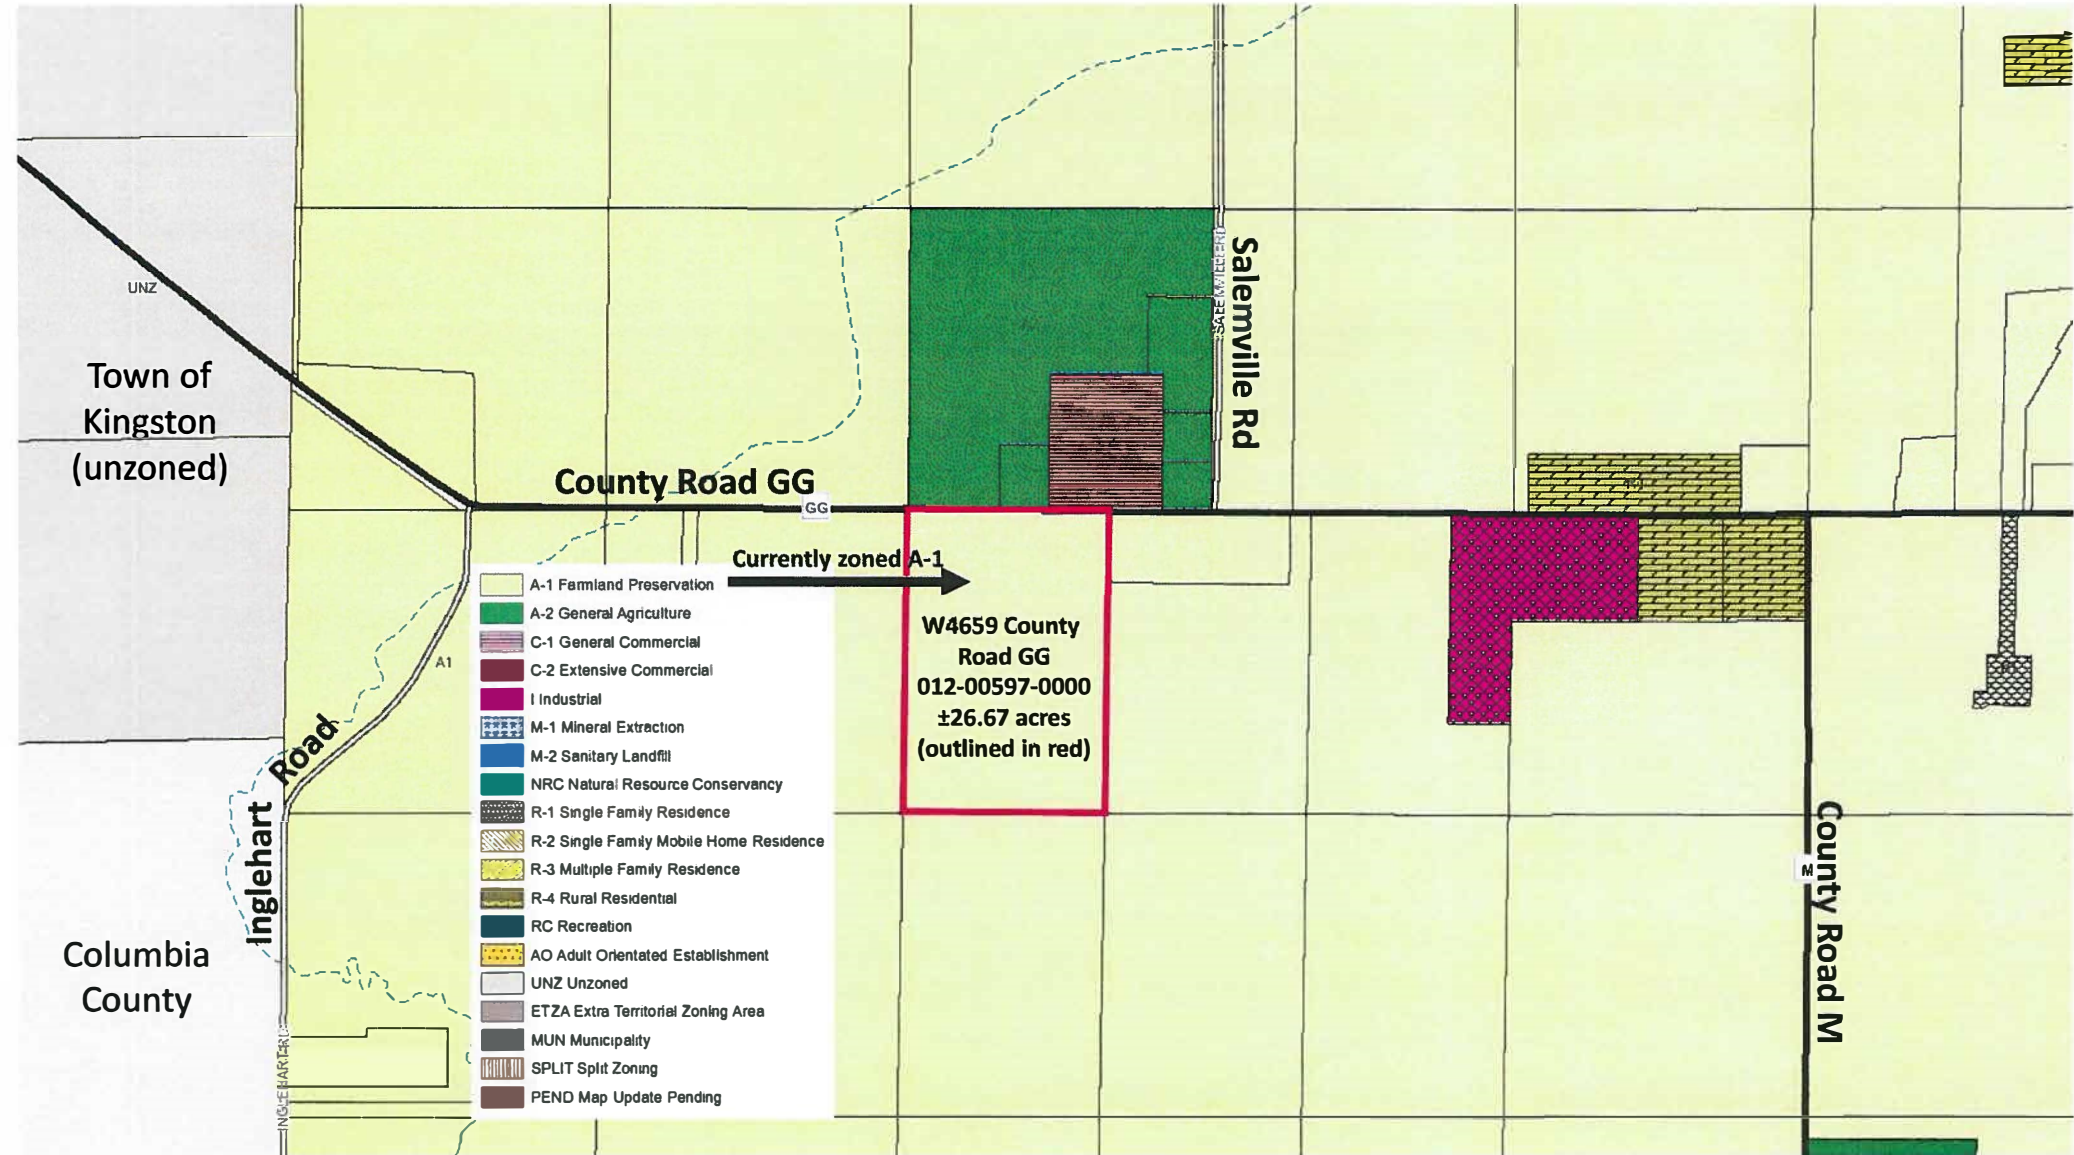 UNZ
Town of
Kingston
(unzoned)
County Road GG
GG
Salemville Rd
Currently zoned A-1
A-1 Farmland Preservation
A-2 General Agriculture
C-1 General Commercial
C-2 Extensive Commercial
I Industrial
M-1 Mineral Extraction
M-2 Sanitary Landfill
NRC Natural Resource Conservancy
R-1 Single Family Residence
R-2 Single Family Mobile Home Residence
R-3 Multiple Family Residence
R-4 Rural Residential
RC Recreation
AO Adult Orientated Establishment
UNZ Unzoned
ETZA Extra Territorial Zoning Area
MUN Municipality
SPLIT Split Zoning
PEND Map Update Pending
W4659 County
Road GG
012-00597-0000
±26.67 acres
(outlined in red)
A1
Inglehart Road
INGLEHART RD
Columbia
County
M
County Road M